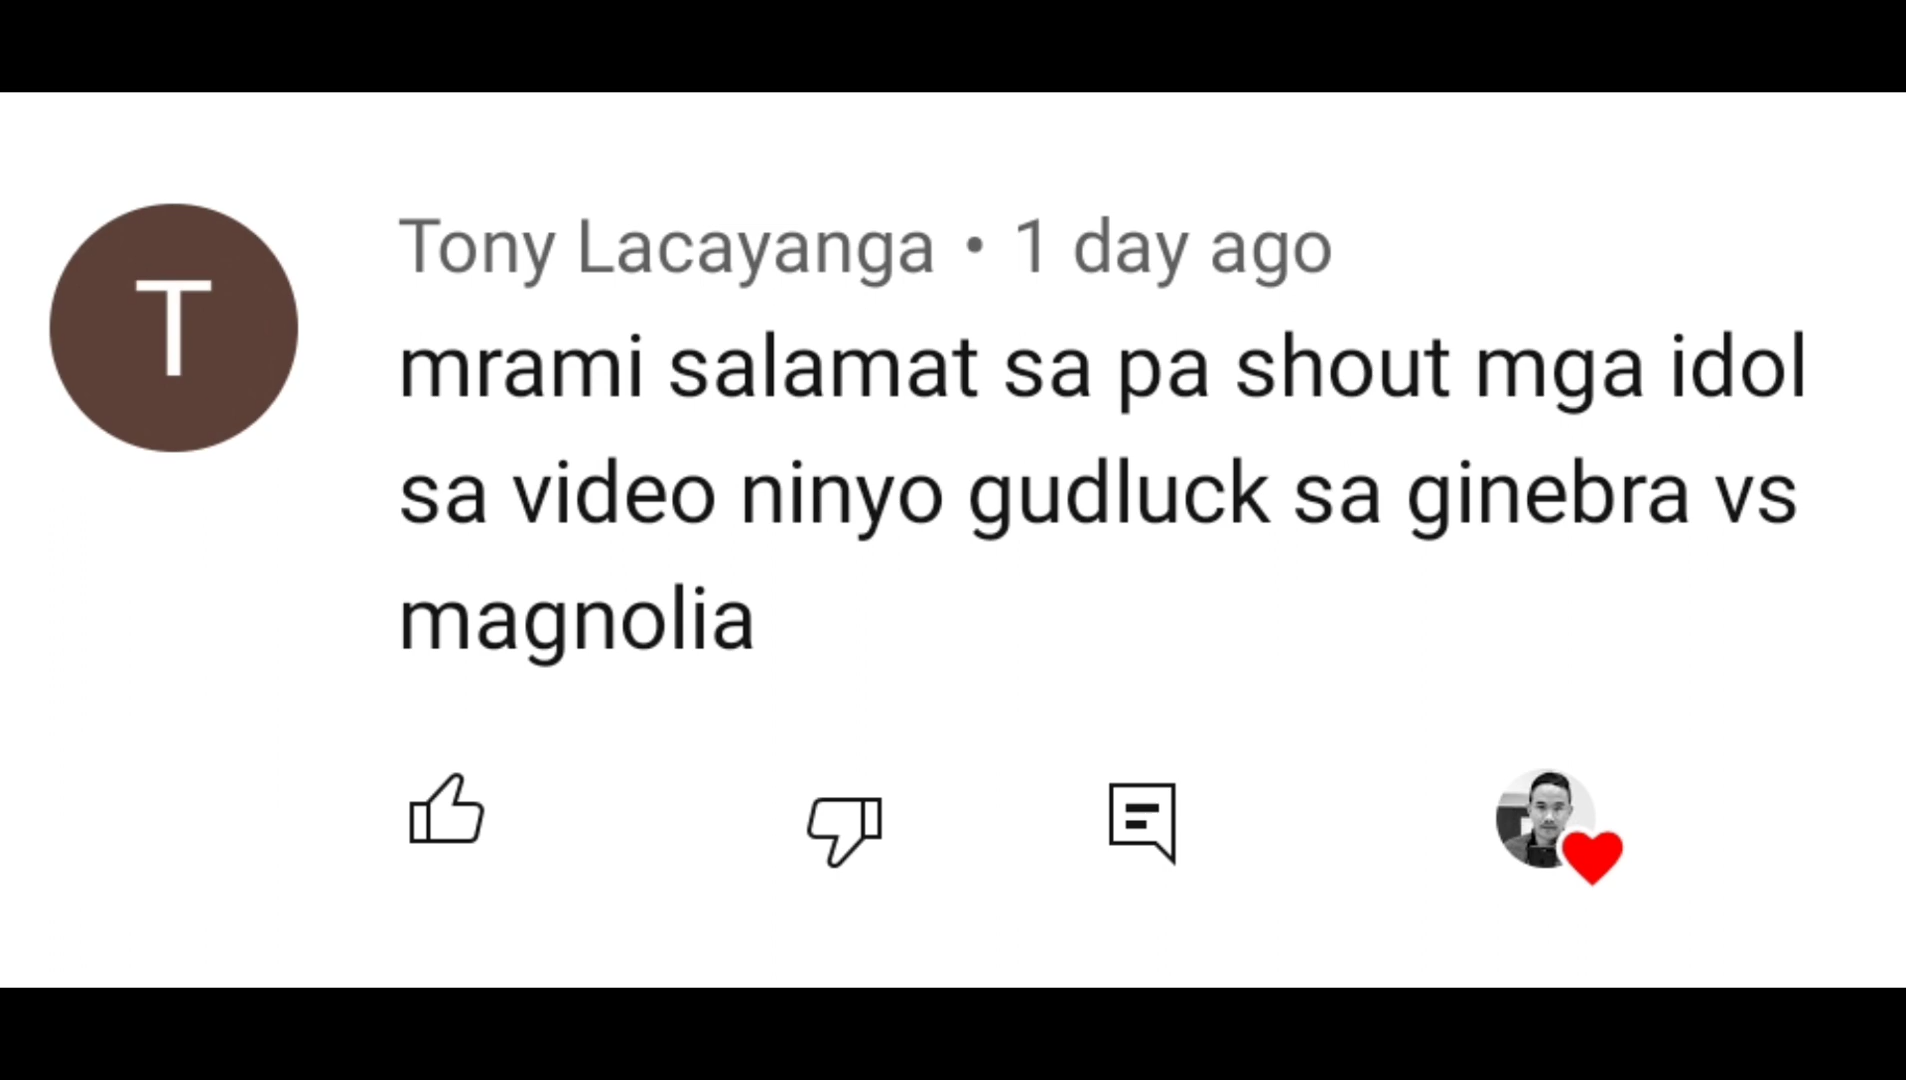 T
Tony Lacayanga • 1 day ago
mrami salamat sa pa shout mga idol
sa video ninyo gudluck sa ginebra vs
magnolia